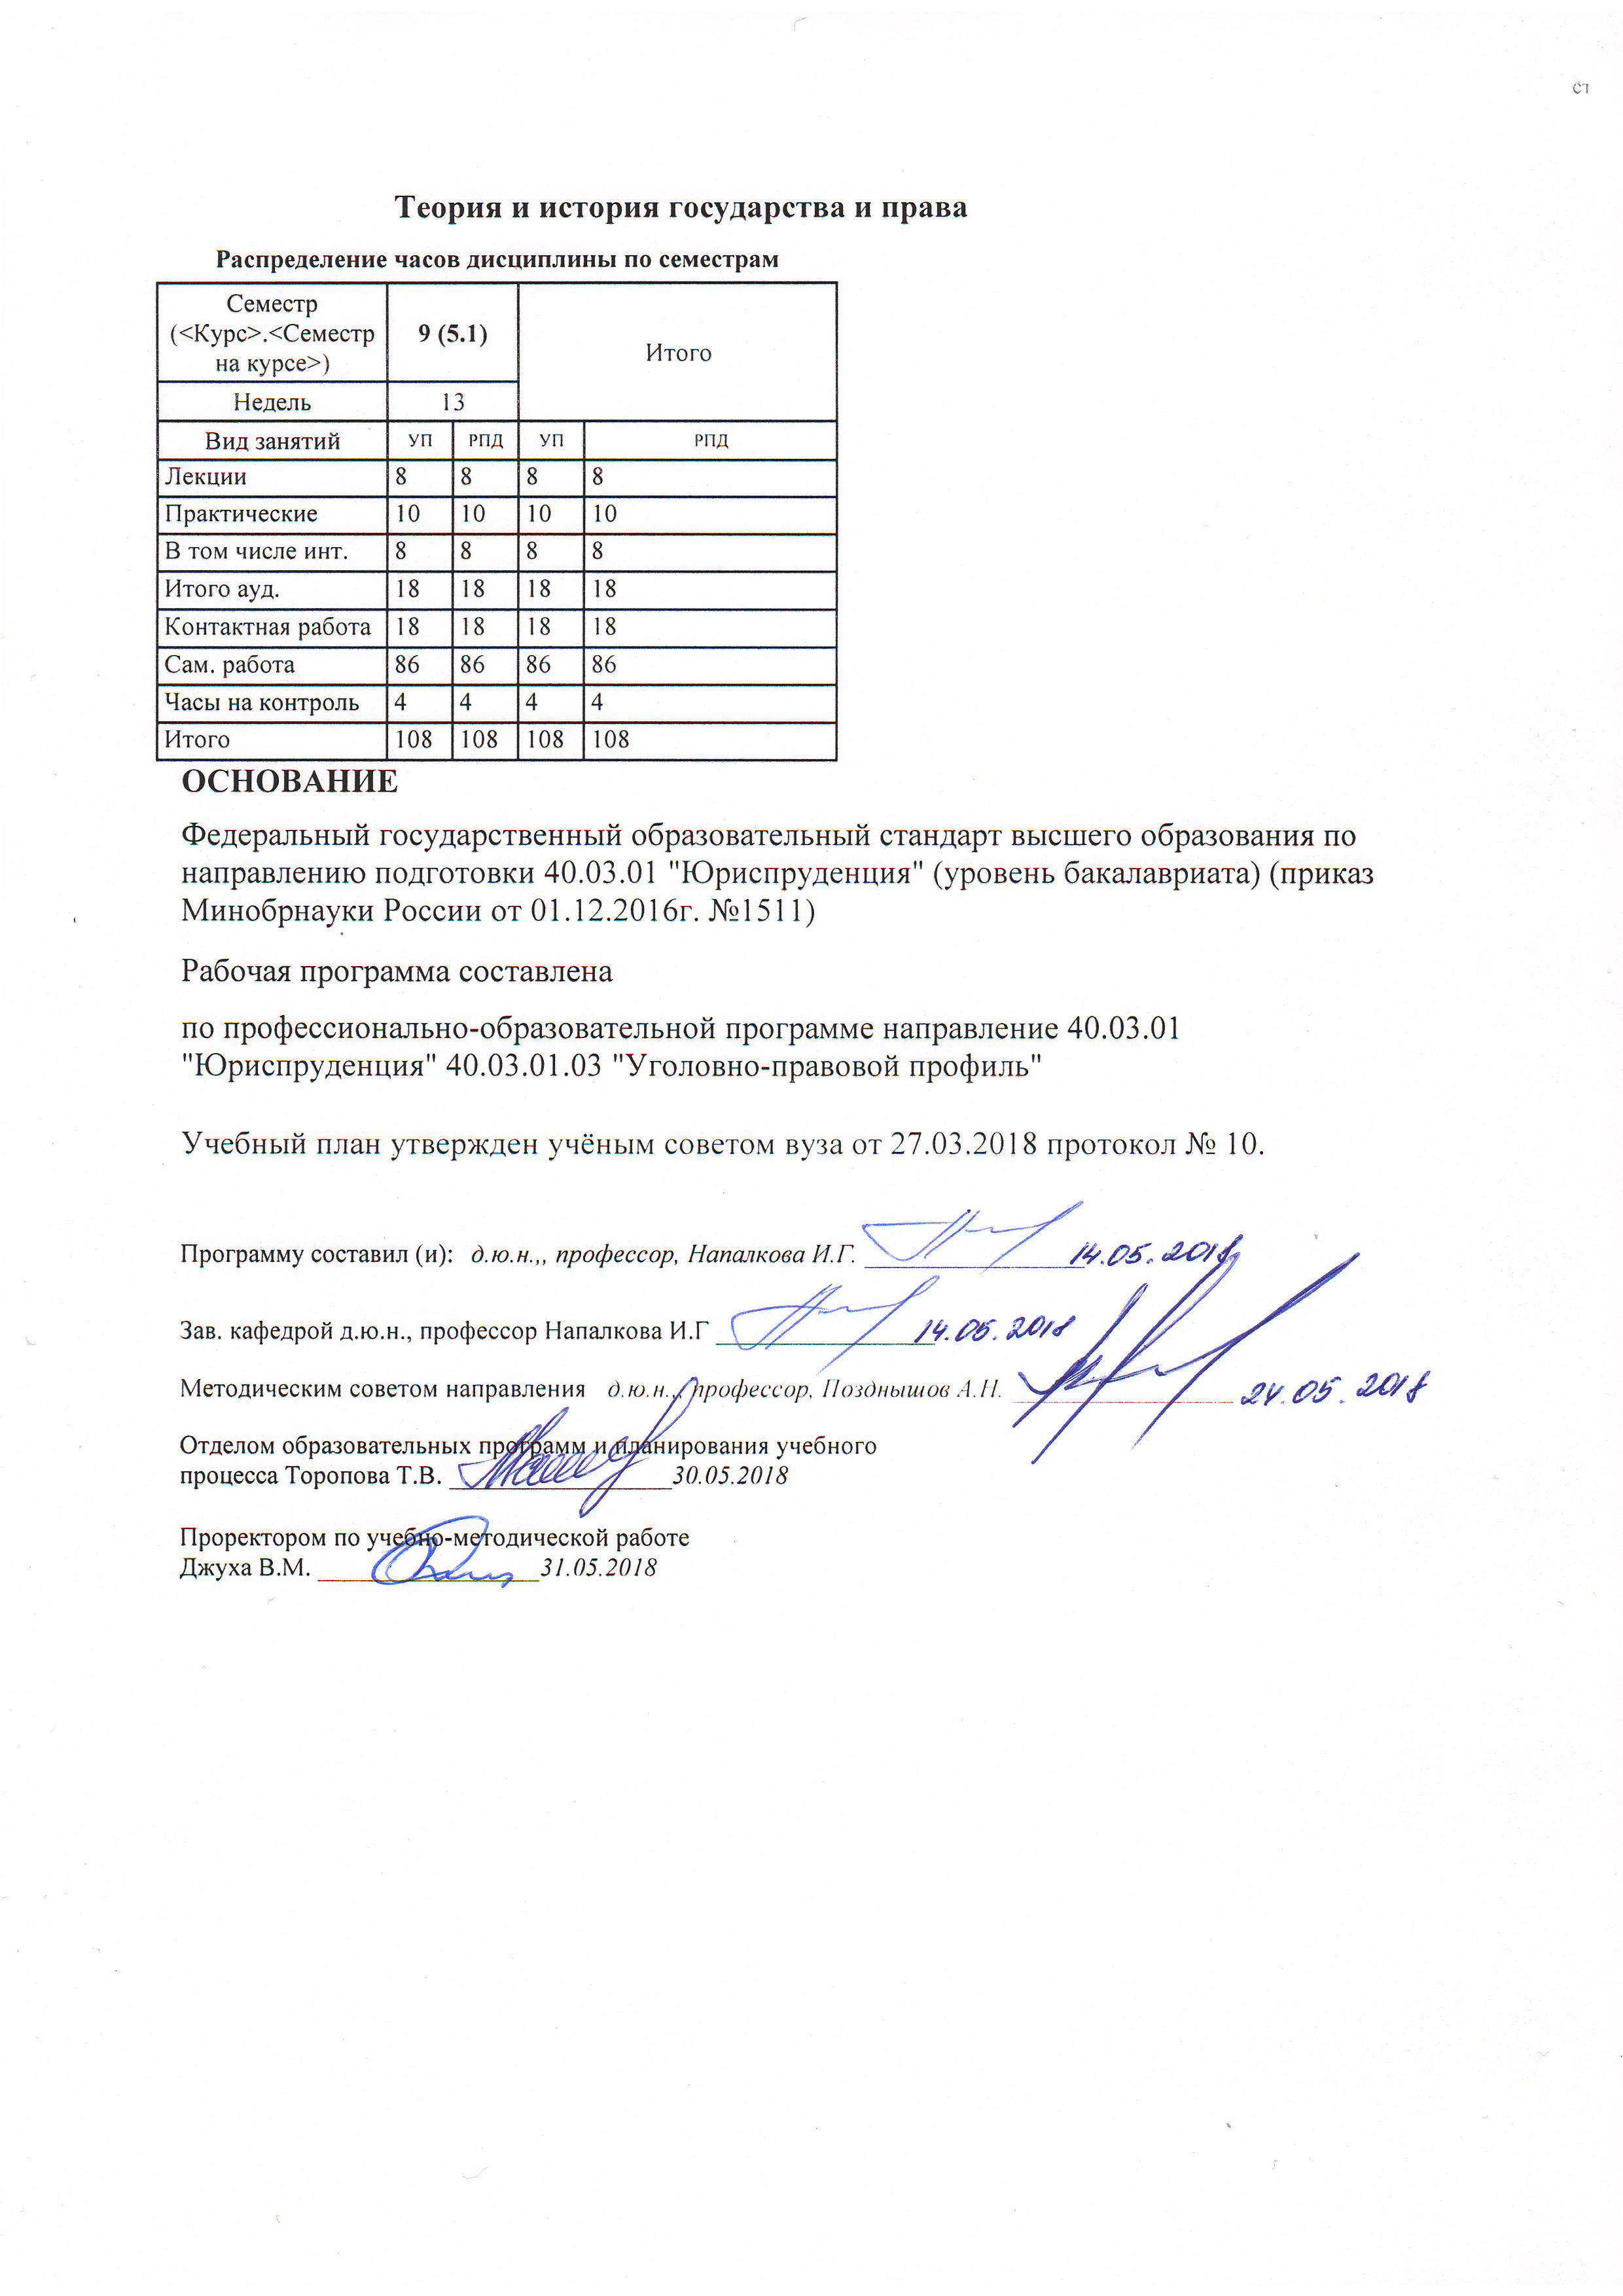 ст
Теория и история государства и права
Распределение часов дисциплины по семестрам
Семестр
(<Курс>.<Семестр
на курсе>)
9 (5.1)
Итого
Недель 13
Вид занятий УП РПД УП РПД
Лекции 8 8 8 8
Практические 10 10 10 10
В том числе инт. 8 8 8 8
Итого ауд. 18 18 18 18
Контактная работа 18 18 18 18
Сам. работа 86 86 86 86
Часы на контроль 4 4 4 4
Итого 108 108 108 108
ОСНОВАНИЕ
Федеральный государственный образовательный стандарт высшего образования по
направлению подготовки 40.03.01 "Юриспруденция" (уровень бакалавриата) (приказ
Минобрнауки России от 01.12.2016г. №1511)
Рабочая программа составлена
по профессионально-образовательной программе направление 40.03.01
"Юриспруденция" 40.03.01.03 "Уголовно-правовой профиль"
Учебный план утвержден учёным советом вуза от 27.03.2018 протокол № 10.
Программу составил (и): д.ю.н.,, профессор, Напалкова И.Г. 14.05.2018
Зав. кафедрой д.ю.н., профессор Напалкова И.Г 14.05.2018
Методическим советом направления д.ю.н.,, профессор, Позднышов А.Н. 24.05.2018
Отделом образовательных программ и планирования учебного
процесса Торопова Т.В. 30.05.2018
Проректором по учебно-методической работе
Джуха В.М. 31.05.2018